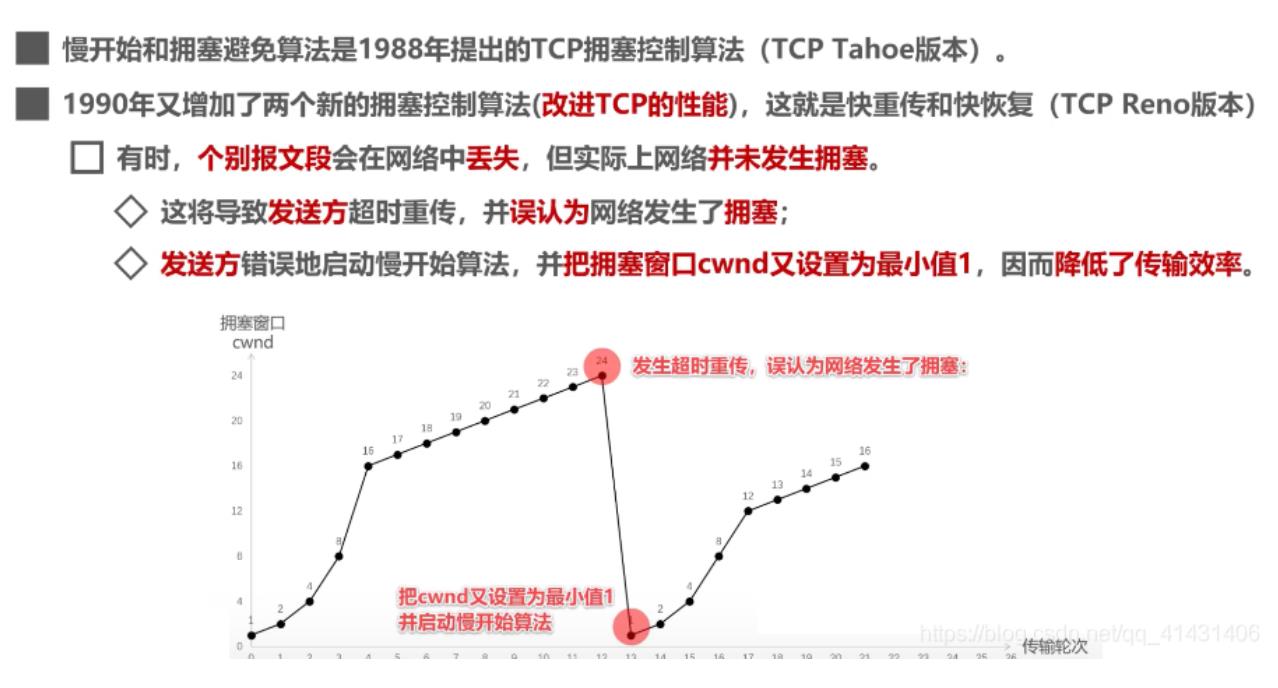 慢开始和拥塞避免算法是1988年提出的TCP拥塞控制算法（TCP Tahoe版本）。
1990年又增加了两个新的拥塞控制算法(改进TCP的性能)，这就是快重传和快恢复（TCP Reno版本）
有时，个别报文段会在网络中丢失，但实际上网络并未发生拥塞。
这将导致发送方超时重传，并误认为网络发生了拥塞；
发送方错误地启动慢开始算法，并把拥塞窗口cwnd又设置为最小值1，因而降低了传输效率。
拥塞窗口
cwnd
24
20
16
12
8
4
0
1
2
4
8
16
17
18
19
20
21
22
23
24
发生超时重传，误认为网络发生了拥塞：
把cwnd又设置为最小值1
并启动慢开始算法
2
4
8
12
13
14
15
16
https://blog.csdn.net/qq_41431406
传输轮次
0 1 2 3 4 5 6 7 8 9 10 11 12 13 14 15 16 17 18 19 20 21 22 23 24 25 26